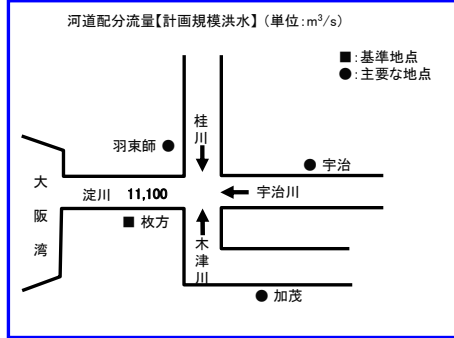 河道配分流量【計画規模洪水】(単位:m³/s)
■:基準地点
●:主要な地点
桂川
羽束師 ●
● 宇治
大阪湾
淀川 11,100
宇治川
■ 枚方
木津川
● 加茂